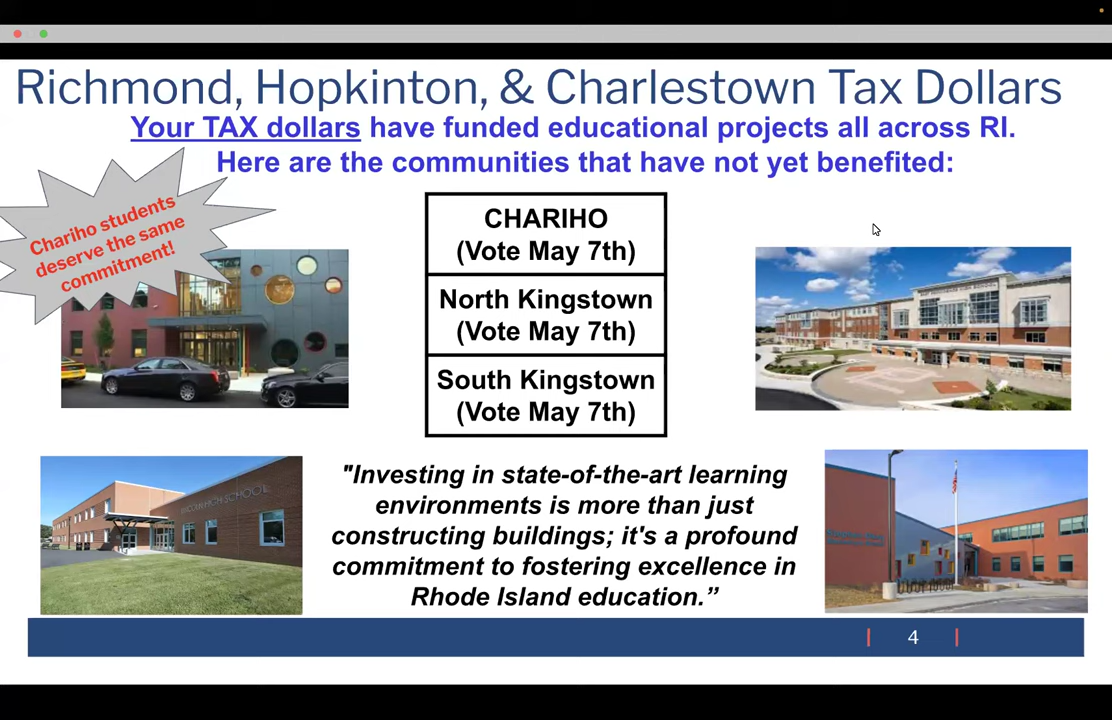 Richmond, Hopkinton, & Charlestown Tax Dollars
Your TAX dollars have funded educational projects all across RI.
Here are the communities that have not yet benefited:
Chariho students
deserve the same
commitment!
CHARIHO
(Vote May 7th)
North Kingstown
(Vote May 7th)
South Kingstown
(Vote May 7th)
LINCOLN HIGH SCHOOL
"Investing in state-of-the-art learning
environments is more than just
constructing buildings; it's a profound
commitment to fostering excellence in
Rhode Island education.”
4